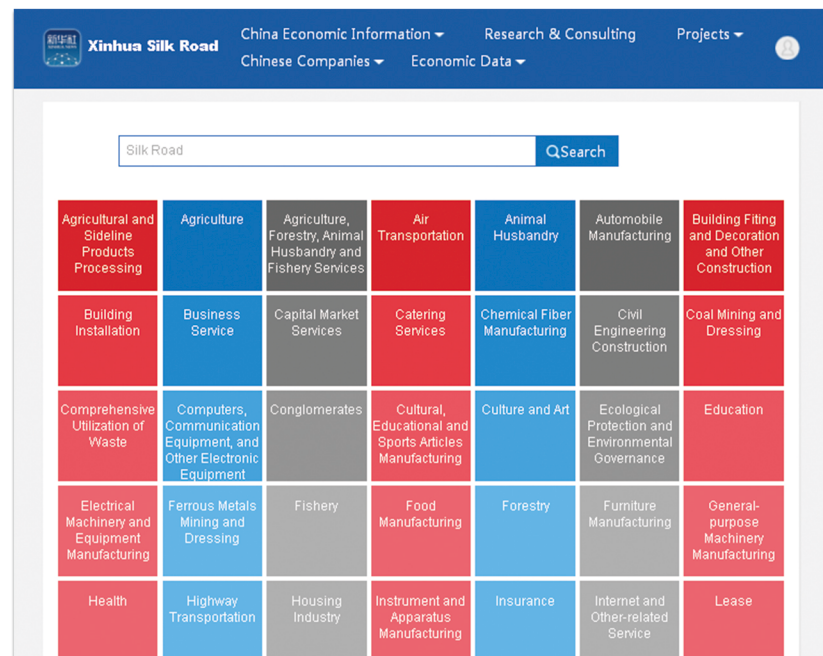 新华丝
Xinhua Silk Road
China Economic Information
Research & Consulting
Projects
Chinese Companies
Economic Data
Silk Road
Search
Agricultural and
Sideline
Products
Processing
Agriculture
Agriculture,
Forestry, Animal
Husbandry and
Fishery Services
Air
Transportation
Animal
Husbandry
Automobile
Manufacturing
Building Fiting
and Decoration
and Other
Construction
Building
Installation
Business
Service
Capital Market
Services
Catering
Services
Chemical Fiber
Manufacturing
Civil
Engineering
Construction
Coal Mining and
Dressing
Comprehensive
Utilization of
Waste
Computers,
Communication
Equipment, and
Other Electronic
Equipment
Conglomerates
Cultural,
Educational and
Sports Articles
Manufacturing
Culture and Art
Ecological
Protection and
Environmental
Governance
Education
Electrical
Machinery and
Equipment
Manufacturing
Ferrous Metals
Mining and
Dressing
Fishery
Food
Manufacturing
Forestry
Furniture
Manufacturing
General-
purpose
Machinery
Manufacturing
Health
Highway
Transportation
Housing
Industry
Instrument and
Apparatus
Manufacturing
Insurance
Internet and
Other-related
Service
Lease